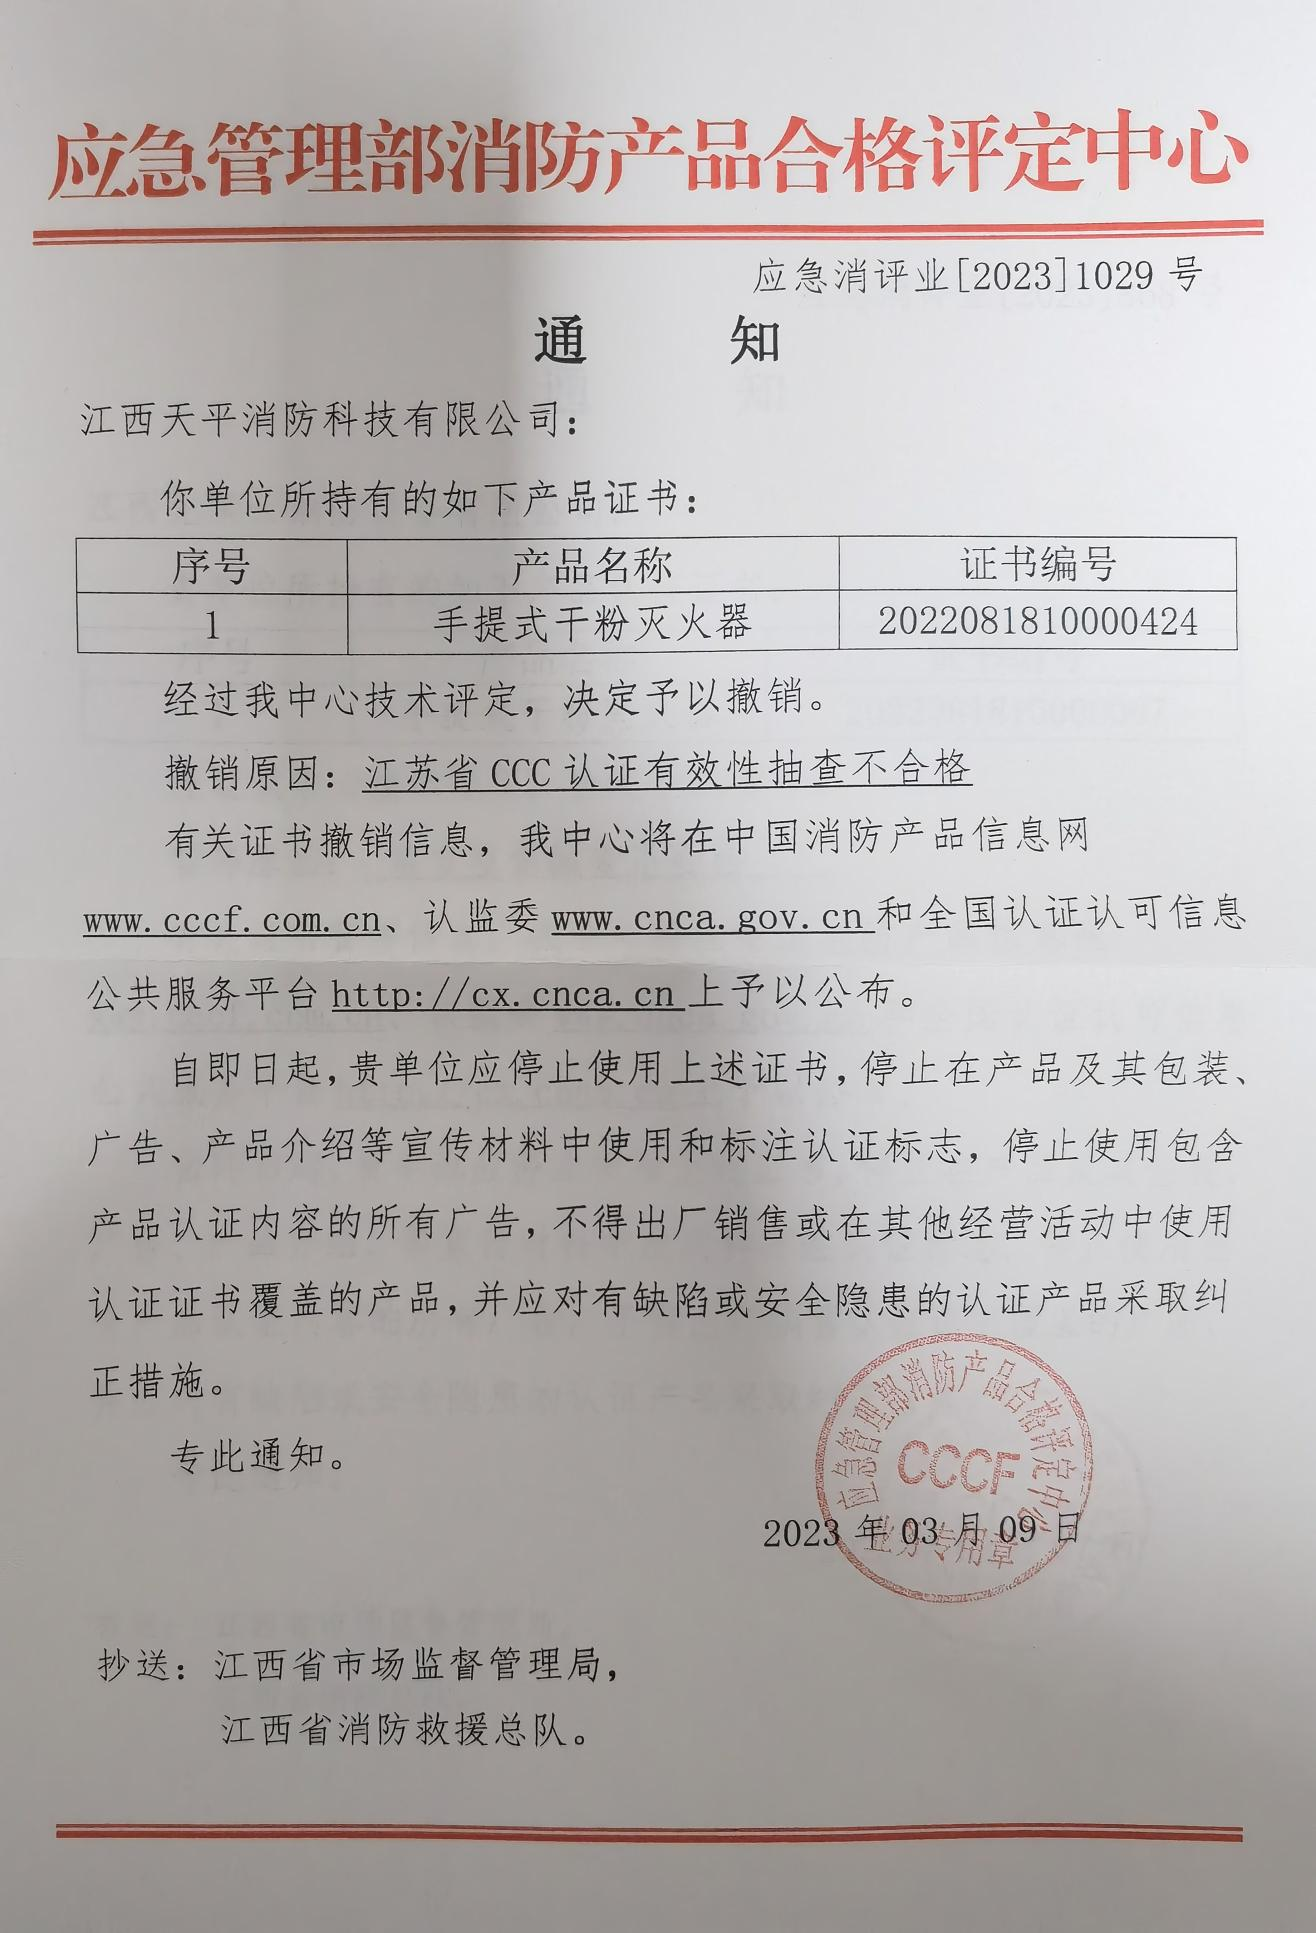 应急管理部消防产品合格评定中心
应急消评业[2023]1029 号
通 知
江西天平消防科技有限公司：
你单位所持有的如下产品证书：
序号 产品名称 证书编号
1 手提式干粉灭火器 2022081810000424
经过我中心技术评定，决定予以撤销。
撤销原因：江苏省 CCC 认证有效性抽查不合格
有关证书撤销信息，我中心将在中国消防产品信息网
www.cccf.com.cn、认监委 www.cnca.gov.cn 和全国认证认可信息
公共服务平台 http://cx.cnca.cn 上予以公布。
自即日起，贵单位应停止使用上述证书，停止在产品及其包装、
广告、产品介绍等宣传材料中使用和标注认证标志，停止使用包含
产品认证内容的所有广告，不得出厂销售或在其他经营活动中使用
认证证书覆盖的产品，并应对有缺陷或安全隐患的认证产品采取纠
正措施。
专此通知。
应急管理部消防产品合格评定中心
CCCF
业务专用章
2023 年 03 月 09 日
抄送：江西省市场监督管理局，
江西省消防救援总队。